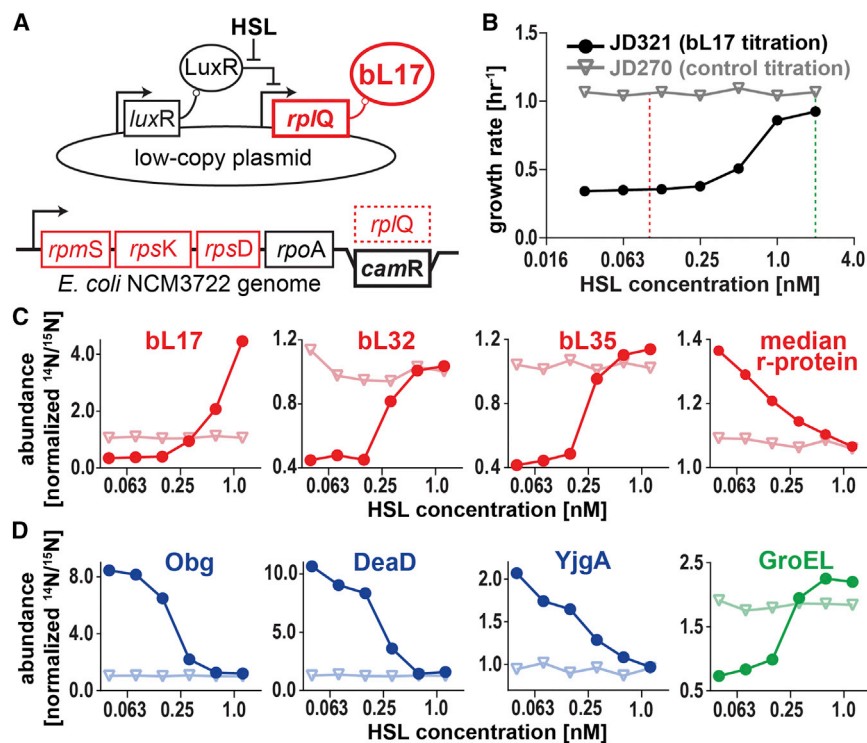 A
HSL
LuxR
bL17
luxR
rplQ
low-copy plasmid
rplQ
rpmS
rpsK
rpsD
rpoA
camR
E. coli NCM3722 genome
B
JD321 (bL17 titration)
JD270 (control titration)
growth rate [hr⁻¹]
1.0
0.5
0.0
0.016
0.063
0.25
1.0
4.0
HSL concentration [nM]
C
abundance
[normalized ¹⁴N/¹⁵N]
bL17
4.0
2.0
1.0
0.0
0.063
0.25
1.0
bL32
1.2
0.8
0.4
0.063
0.25
1.0
bL35
1.2
0.8
0.4
0.063
0.25
1.0
median
r-protein
1.4
1.2
1.0
0.063
0.25
1.0
HSL concentration [nM]
D
abundance
[normalized ¹⁴N/¹⁵N]
Obg
8.0
4.0
0.0
0.063
0.25
1.0
DeaD
10.0
5.0
0.0
0.063
0.25
1.0
YjgA
2.0
1.5
1.0
0.063
0.25
1.0
GroEL
2.5
1.5
0.5
0.063
0.25
1.0
HSL concentration [nM]